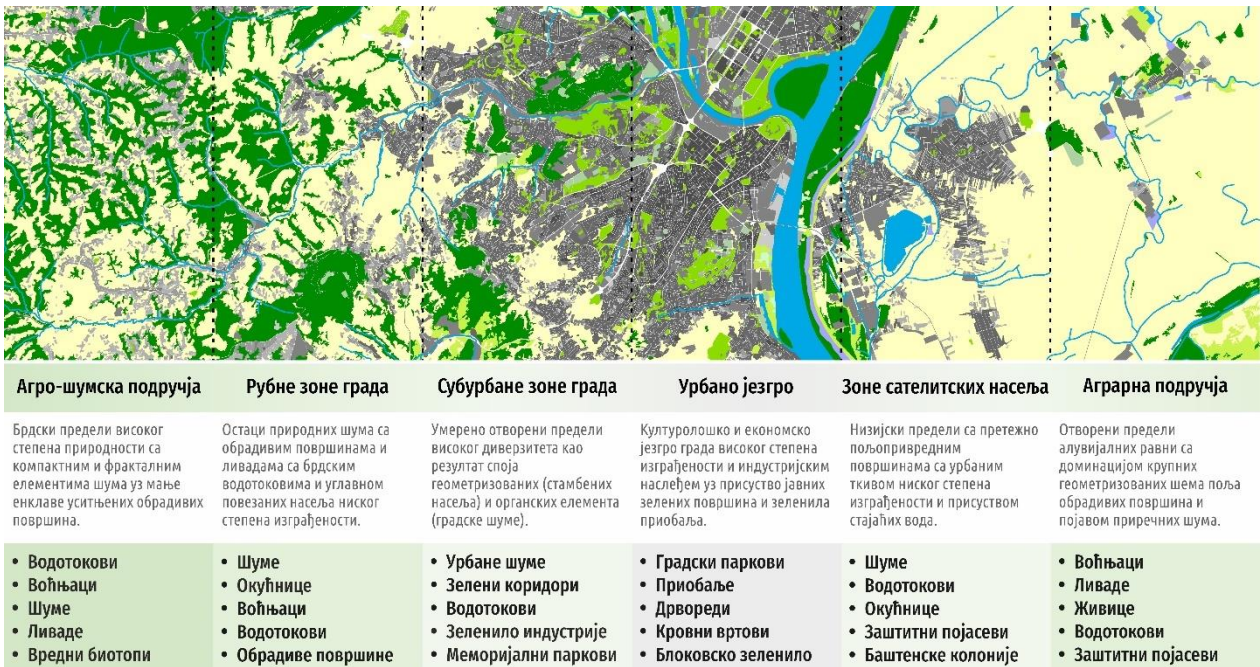 Агро-шумска подручја
Брдски предели високог
степена природности са
компактним и фракталним
елементима шума уз мање
енклаве уситњених обрадивих
површина.
• Водотокови
• Воћњаци
• Шуме
• Ливаде
• Вредни биотопи
Рубне зоне града
Остаци природних шума са
обрадивим површинама и
ливадама са брдским
водотоковима и углавном
повезаних насеља ниског
степена изграђености.
• Шуме
• Окућнице
• Воћњаци
• Водотокови
• Обрадиве површине
Субурбане зоне града
Умерено отворени предели
високог диверзитета као
резултат споја
геометризованих (стамбених
насеља) и органских елемента
(градске шуме).
• Урбане шуме
• Зелени коридори
• Водотокови
• Зеленило индустрије
• Меморијални паркови
Урбано језгро
Културолошко и економско
језгро града високог степена
изграђености и индустријским
наслеђем уз присуство јавних
зелених површина и зеленила
приобаља.
• Градски паркови
• Приобаље
• Дрвореди
• Кровни вртови
• Блоковско зеленило
Зоне сателитских насеља
Низијски предели са претежно
пољопривредним
површинама са урбаним
ткивом ниског степена
изграђености и присуством
стајаћих вода.
• Шуме
• Водотокови
• Окућнице
• Заштитни појасеви
• Баштенске колоније
Аграрна подручја
Отворени предели
алувијалних равни са
доминацијом крупних
геометризованих шема поља
обрадивих површина и
појавом приречних шума.
• Воћњаци
• Ливаде
• Живице
• Водотокови
• Заштитни појасеви